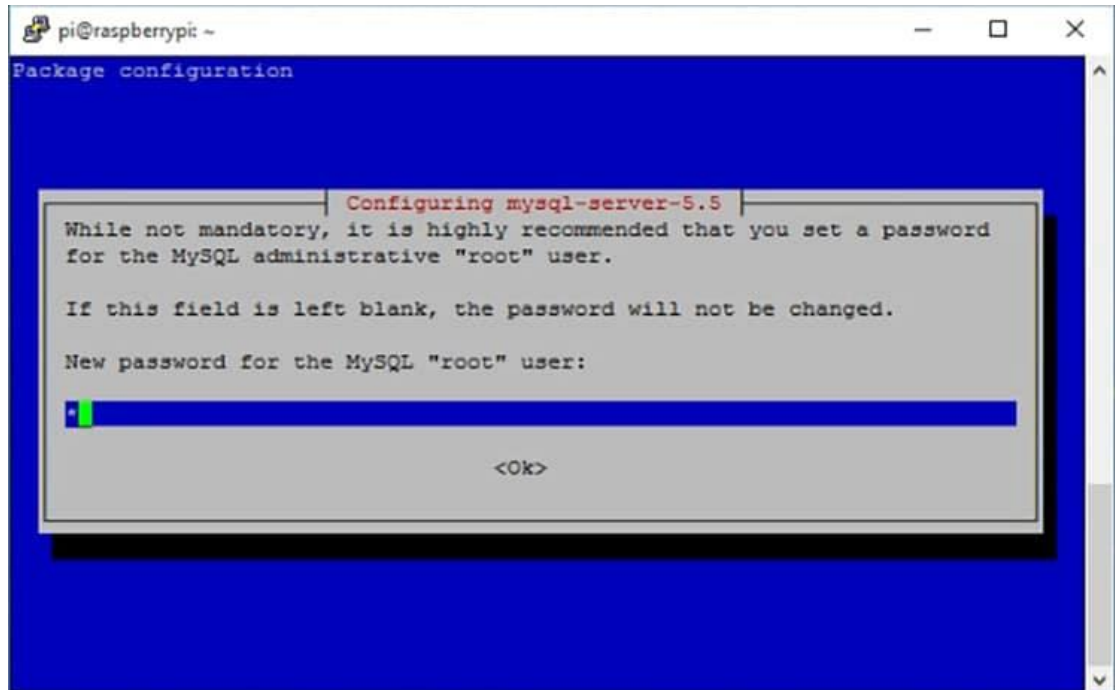 pi@raspberrypi: ~
Package configuration
Configuring mysql-server-5.5
While not mandatory, it is highly recommended that you set a password
for the MySQL administrative "root" user.
If this field is left blank, the password will not be changed.
New password for the MySQL "root" user:
*
<Ok>